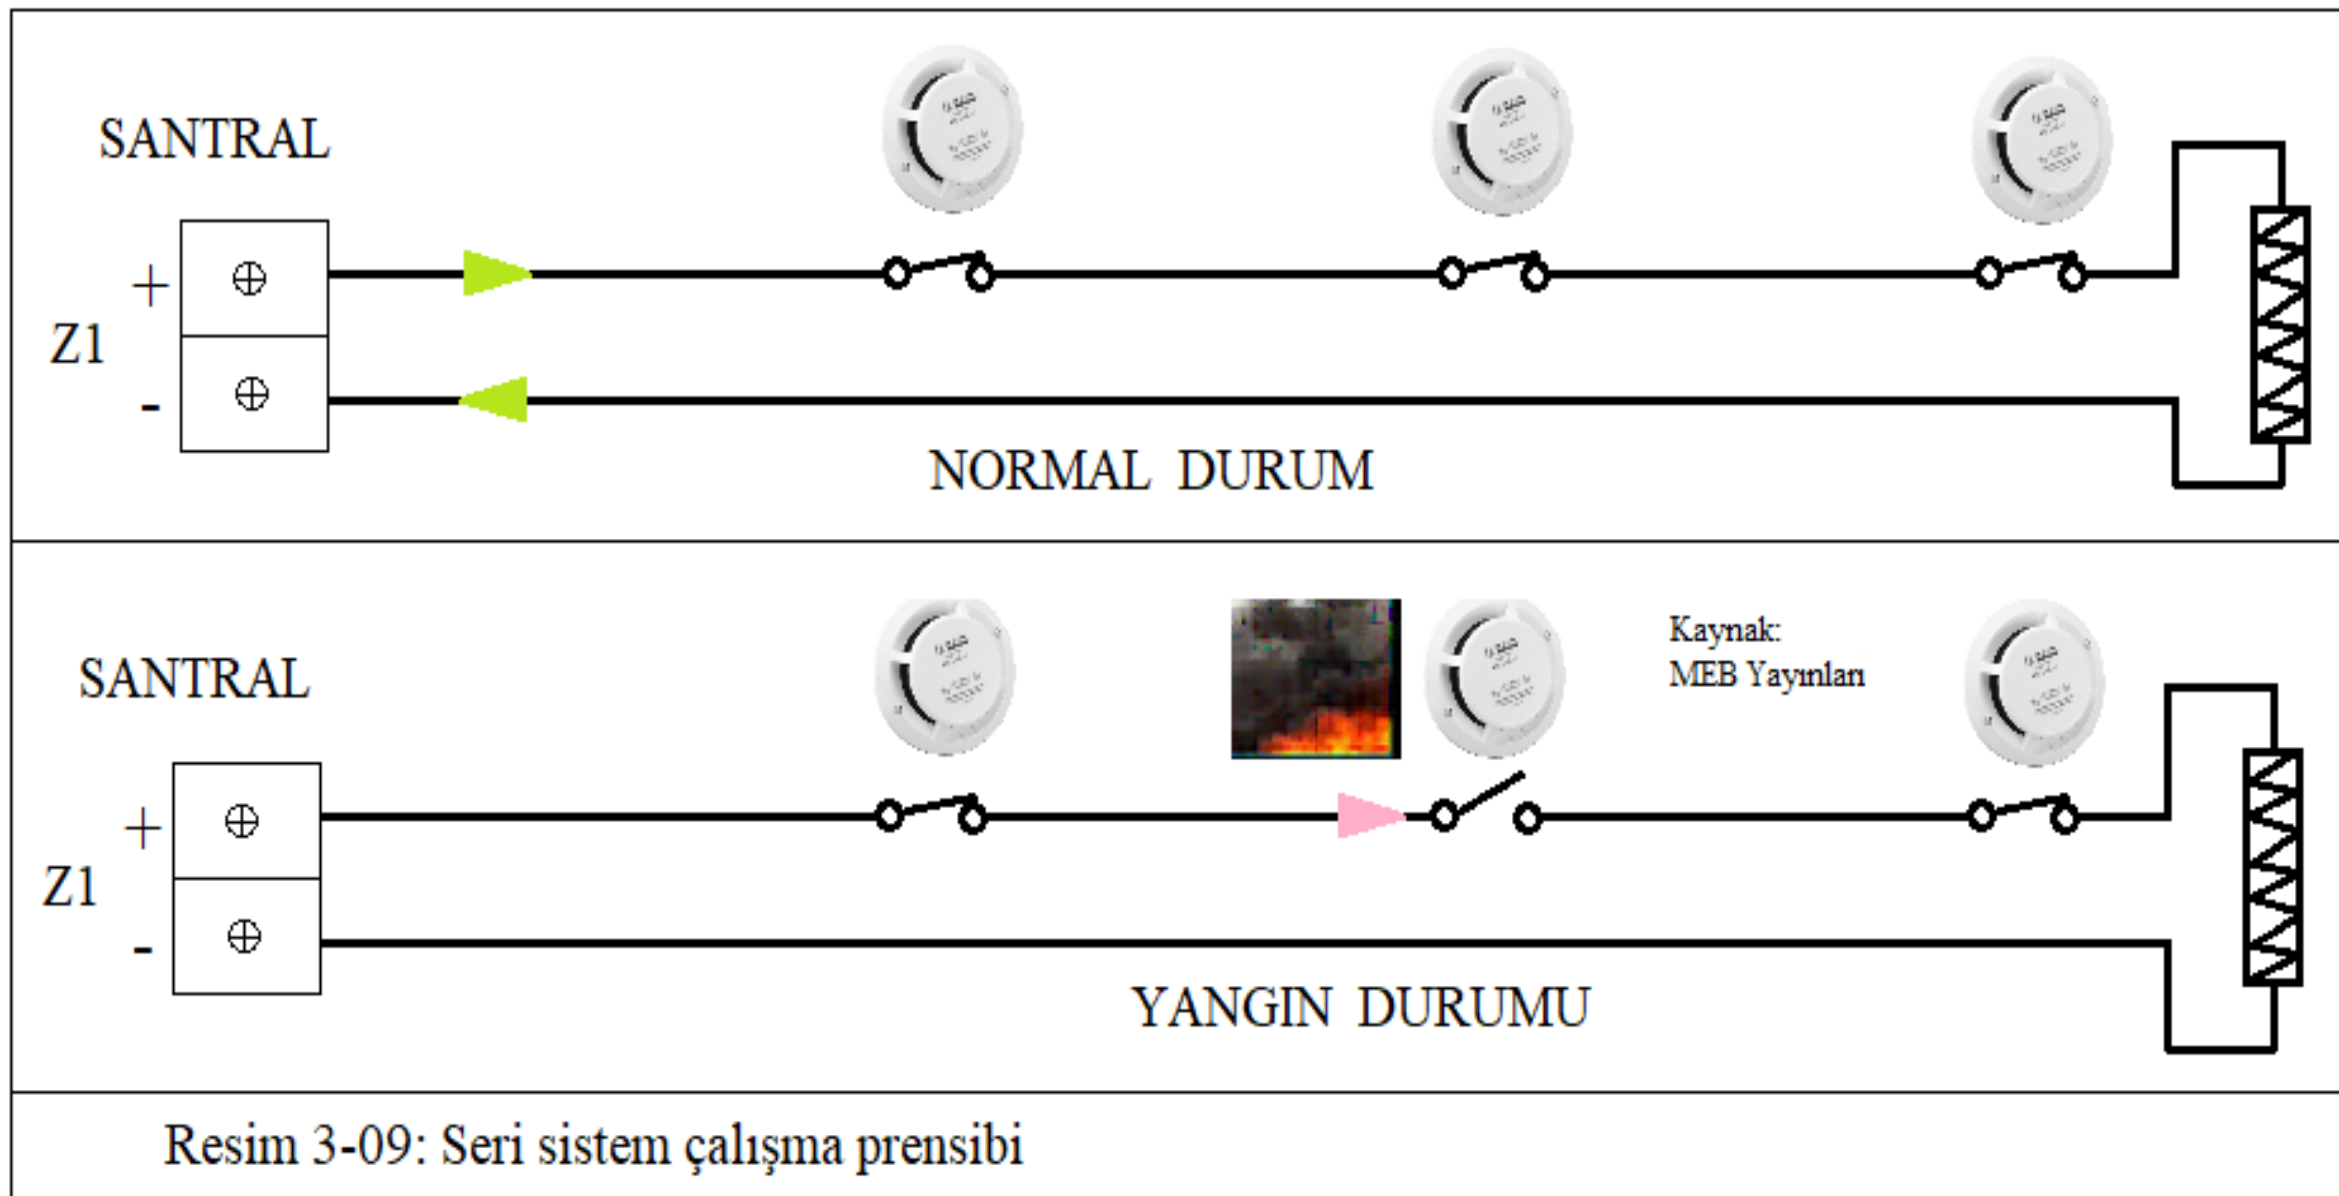 SANTRAL
+
Z1
-
NORMAL DURUM
Kaynak:
MEB Yayınları
SANTRAL
+
Z1
-
YANGIN DURUMU
Resim 3-09: Seri sistem çalışma prensibi